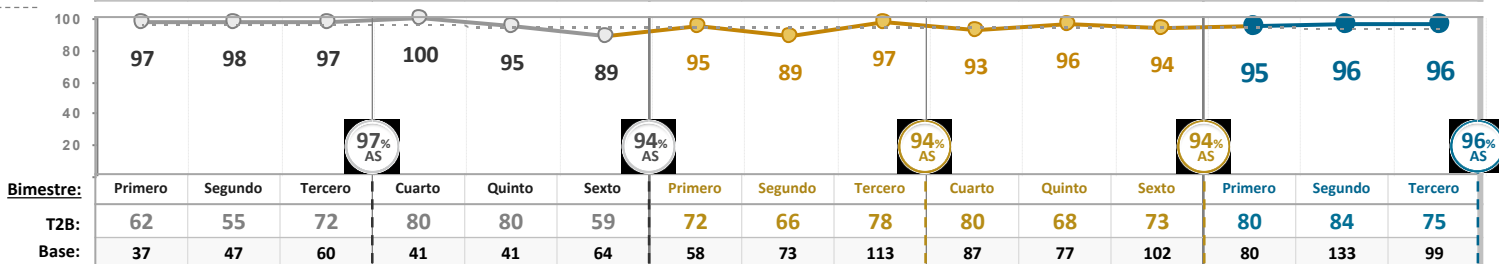 100
80
60
40
20
97 98 97 100 95 89 95 89 97 93 96 94 95 96 96
97% AS 94% AS 94% AS 94% AS 96% AS
Bimestre: Primero Segundo Tercero Cuarto Quinto Sexto Primero Segundo Tercero Cuarto Quinto Sexto Primero Segundo Tercero
T2B: 62 55 72 80 80 59 72 66 78 80 68 73 80 84 75
Base: 37 47 60 41 41 64 58 73 113 87 77 102 80 133 99